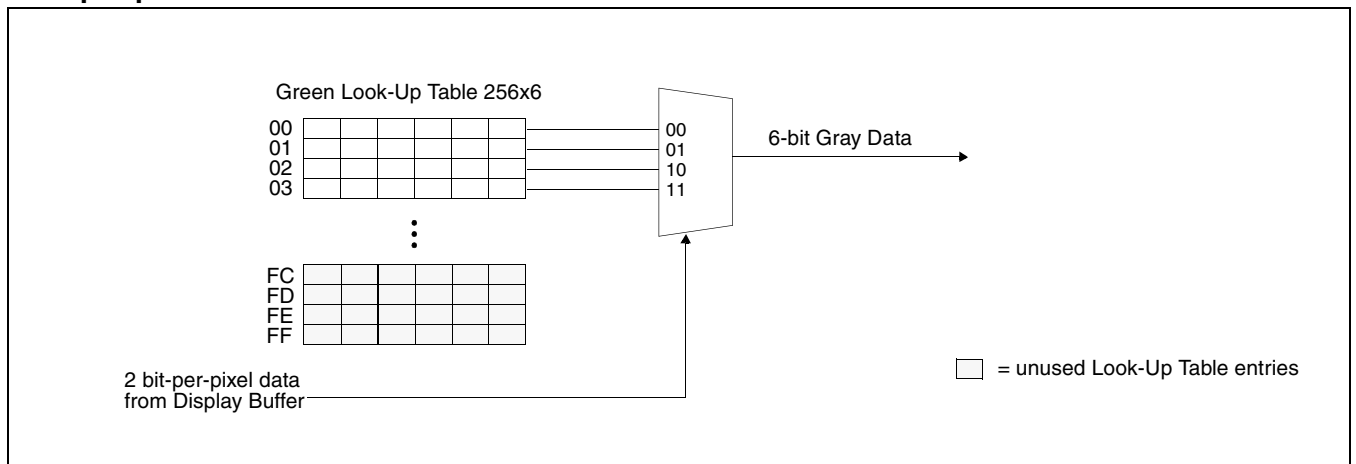 Green Look-Up Table 256x6
00
01
02
03
00
01
10
11
6-bit Gray Data
FC
FD
FE
FF
2 bit-per-pixel data
from Display Buffer
= unused Look-Up Table entries